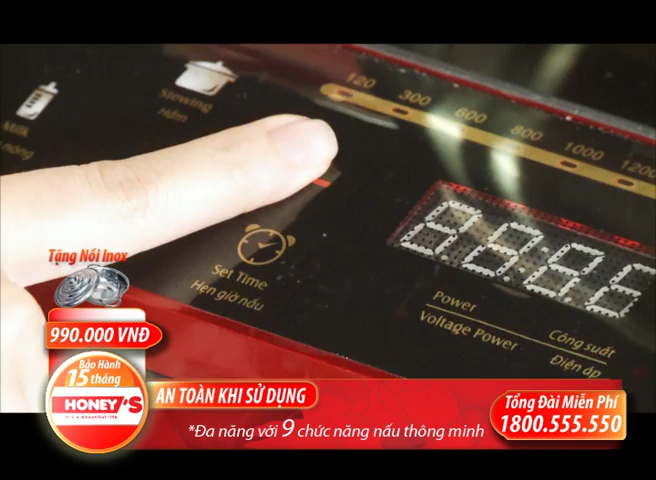 120 300 600 800 1000 1200
Stewing
Hầm
Milk
nóng
Set Time
Hẹn giờ nấu
Power
Voltage Power
Công suất
Điện áp
Tặng Nồi Inox
990.000 VNĐ
Bảo Hành
15 tháng
HONEY'S
AN TOÀN KHI SỬ DỤNG
*Đa năng với 9 chức năng nấu thông minh
Tổng Đài Miễn Phí
1800.555.550